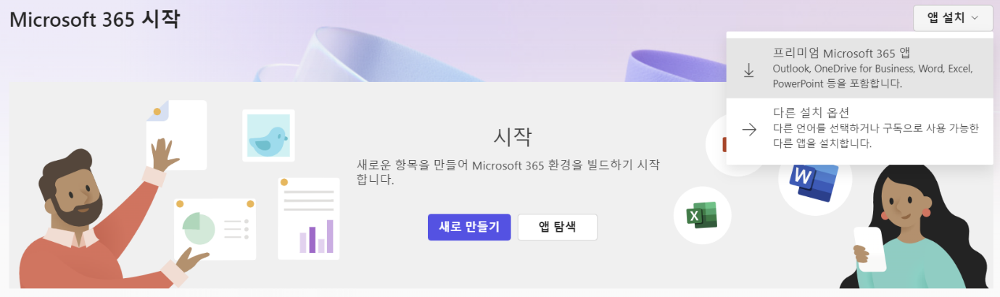 Microsoft 365 시작
앱 설치
프리미엄 Microsoft 365 앱
Outlook, OneDrive for Business, Word, Excel,
PowerPoint 등을 포함합니다.
다른 설치 옵션
다른 언어를 선택하거나 구독으로 사용 가능한
다른 앱을 설치합니다.
시작
새로운 항목을 만들어 Microsoft 365 환경을 빌드하기 시작
합니다.
새로 만들기
앱 탐색
W
X